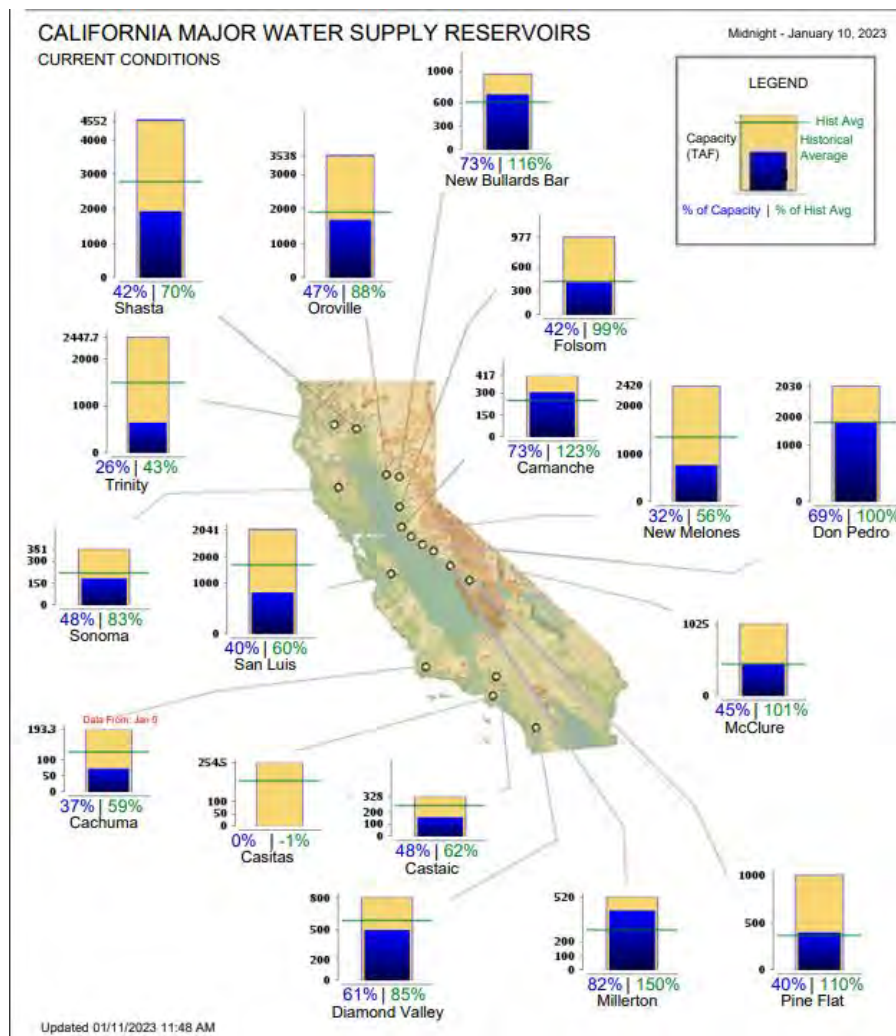 CALIFORNIA MAJOR WATER SUPPLY RESERVOIRS
Midnight - January 10, 2023
CURRENT CONDITIONS
LEGEND
Hist Avg
Capacity
(TAF)
Historical
Average
% of Capacity | % of Hist Avg
4552
4000
3000
2000
1000
0
42% | 70%
Shasta
3538
3000
2000
1000
0
47% | 88%
Oroville
1000
600
300
0
73% | 116%
New Bullards Bar
977
600
300
0
42% | 99%
Folsom
2447.7
2000
1000
0
26% | 43%
Trinity
417
300
150
0
73% | 123%
Camanche
2420
2000
1000
0
32% | 56%
New Melones
2030
2000
1000
0
69% | 100%
Don Pedro
381
300
150
0
48% | 83%
Sonoma
2041
2000
1000
0
40% | 60%
San Luis
1025
0
45% | 101%
McClure
Data From: Jan 9
193.3
100
50
0
37% | 59%
Cachuma
254.5
100
50
0
0% | -1%
Casitas
325
200
100
0
48% | 62%
Castaic
800
500
200
0
61% | 85%
Diamond Valley
520
200
100
0
82% | 150%
Millerton
1000
500
0
40% | 110%
Pine Flat
Updated 01/11/2023 11:48 AM